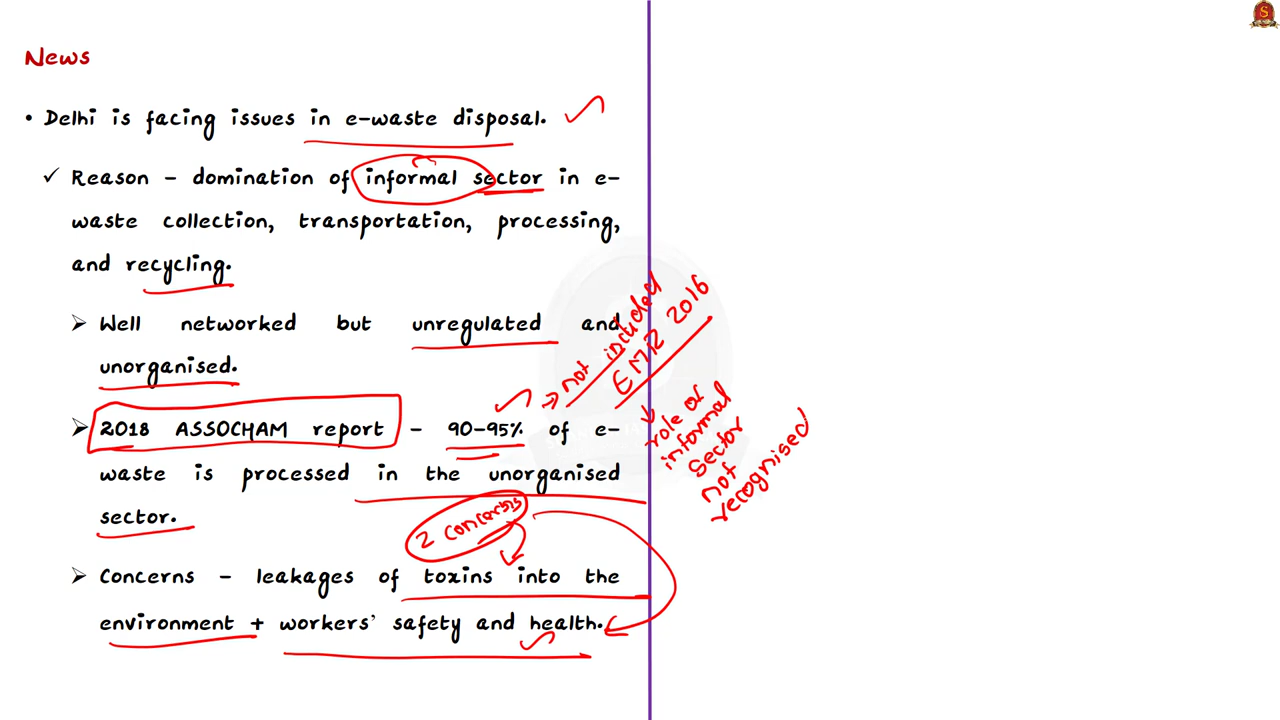 News
• Delhi is facing issues in e-waste disposal.
✓ Reason - domination of informal sector in e-
waste collection, transportation, processing,
and recycling.
➤ Well networked but unregulated and
unorganised.
➤ 2018 ASSOCHAM report - 90-95% of e-
waste is processed in the unorganised
sector.
2 concerns
➤ Concerns - leakages of toxins into the
environment + workers' safety and health.
not included
EMR 2016
role of
informal
sector
not
recognised
S